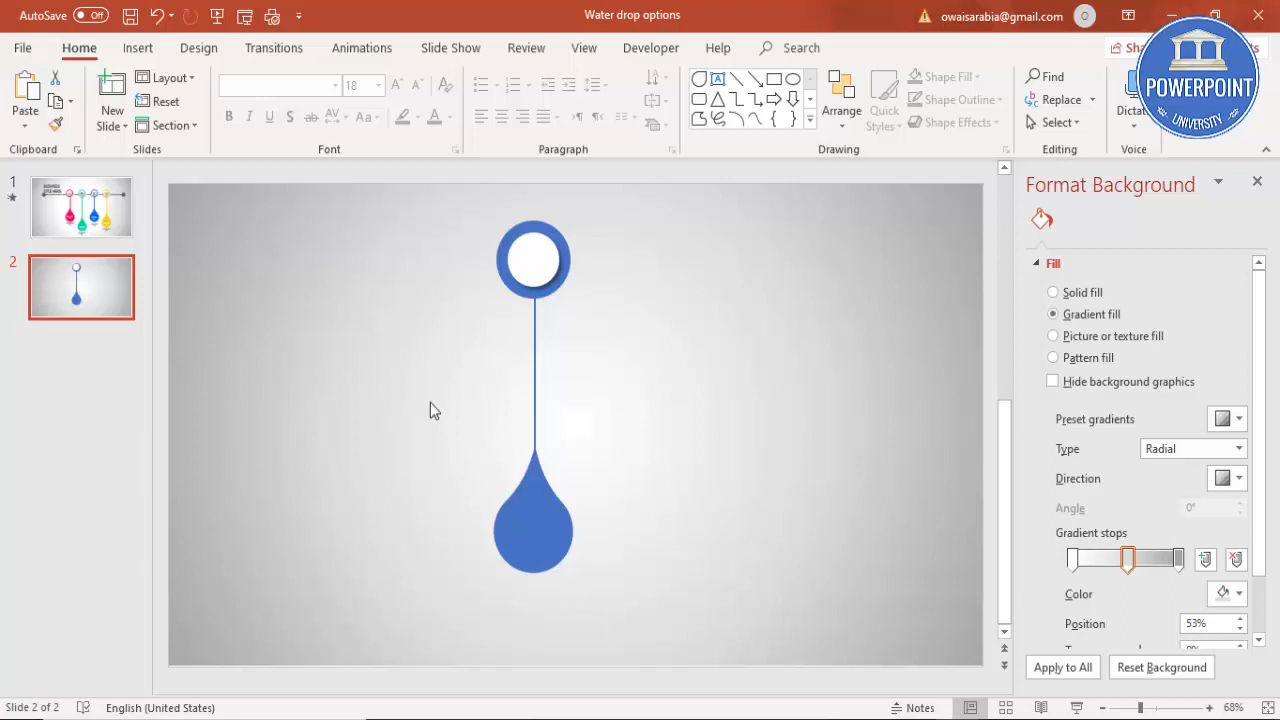 AutoSave Off
Water drop options
owaisarabia@gmail.com
File Home Insert Design Transitions Animations Slide Show Review View Developer Help Search
POWERPOINT
UNIVERSITY
Paste
New
Slide
Layout
Reset
Section
18
B I U S ab AV Aa A
Arrange
Quick
Styles
Shape Fill
Shape Outline
Shape Effects
Find
Replace
Select
Clipboard Slides Font Paragraph Drawing Editing Voice
1
2
Format Background
Fill
Solid fill
Gradient fill
Picture or texture fill
Pattern fill
Hide background graphics
Preset gradients
Type Radial
Direction
Angle 0°
Gradient stops
Color
Position 53%
Apply to All Reset Background
Slide 2 of 2 English (United States) Notes 68%